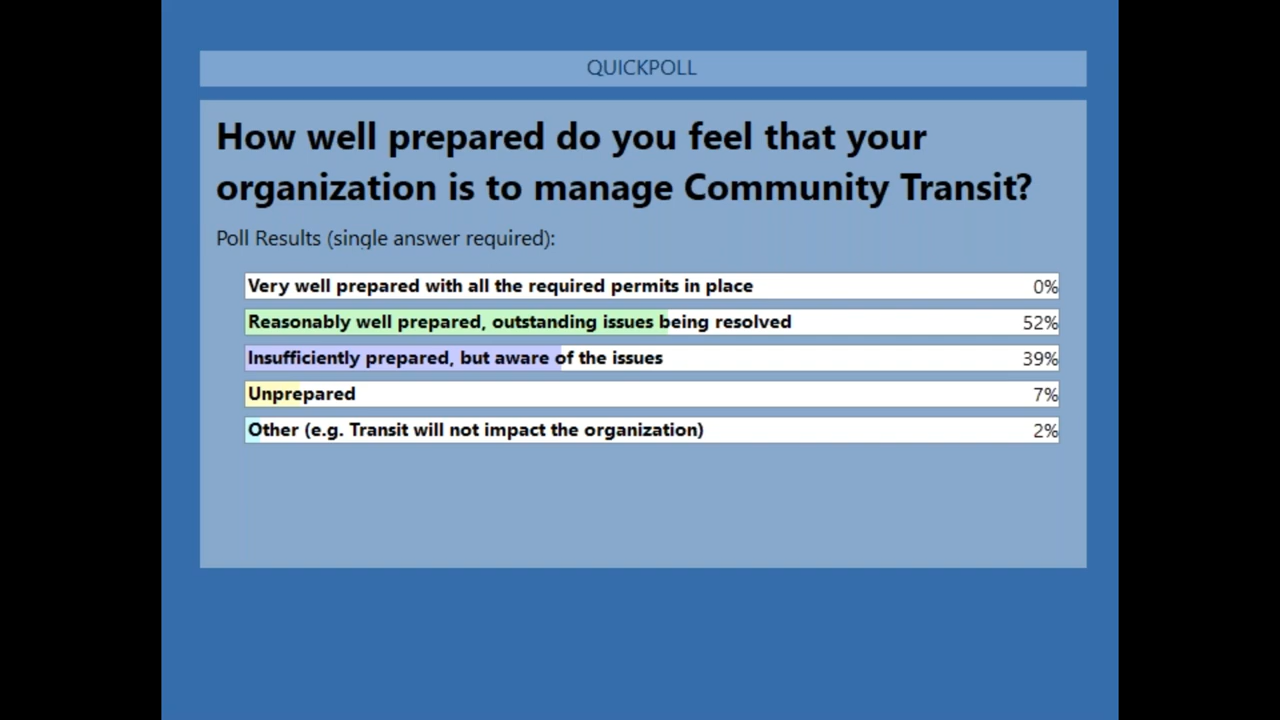 QUICKPOLL
How well prepared do you feel that your
organization is to manage Community Transit?
Poll Results (single answer required):
Very well prepared with all the required permits in place 0%
Reasonably well prepared, outstanding issues being resolved 52%
Insufficiently prepared, but aware of the issues 39%
Unprepared 7%
Other (e.g. Transit will not impact the organization) 2%